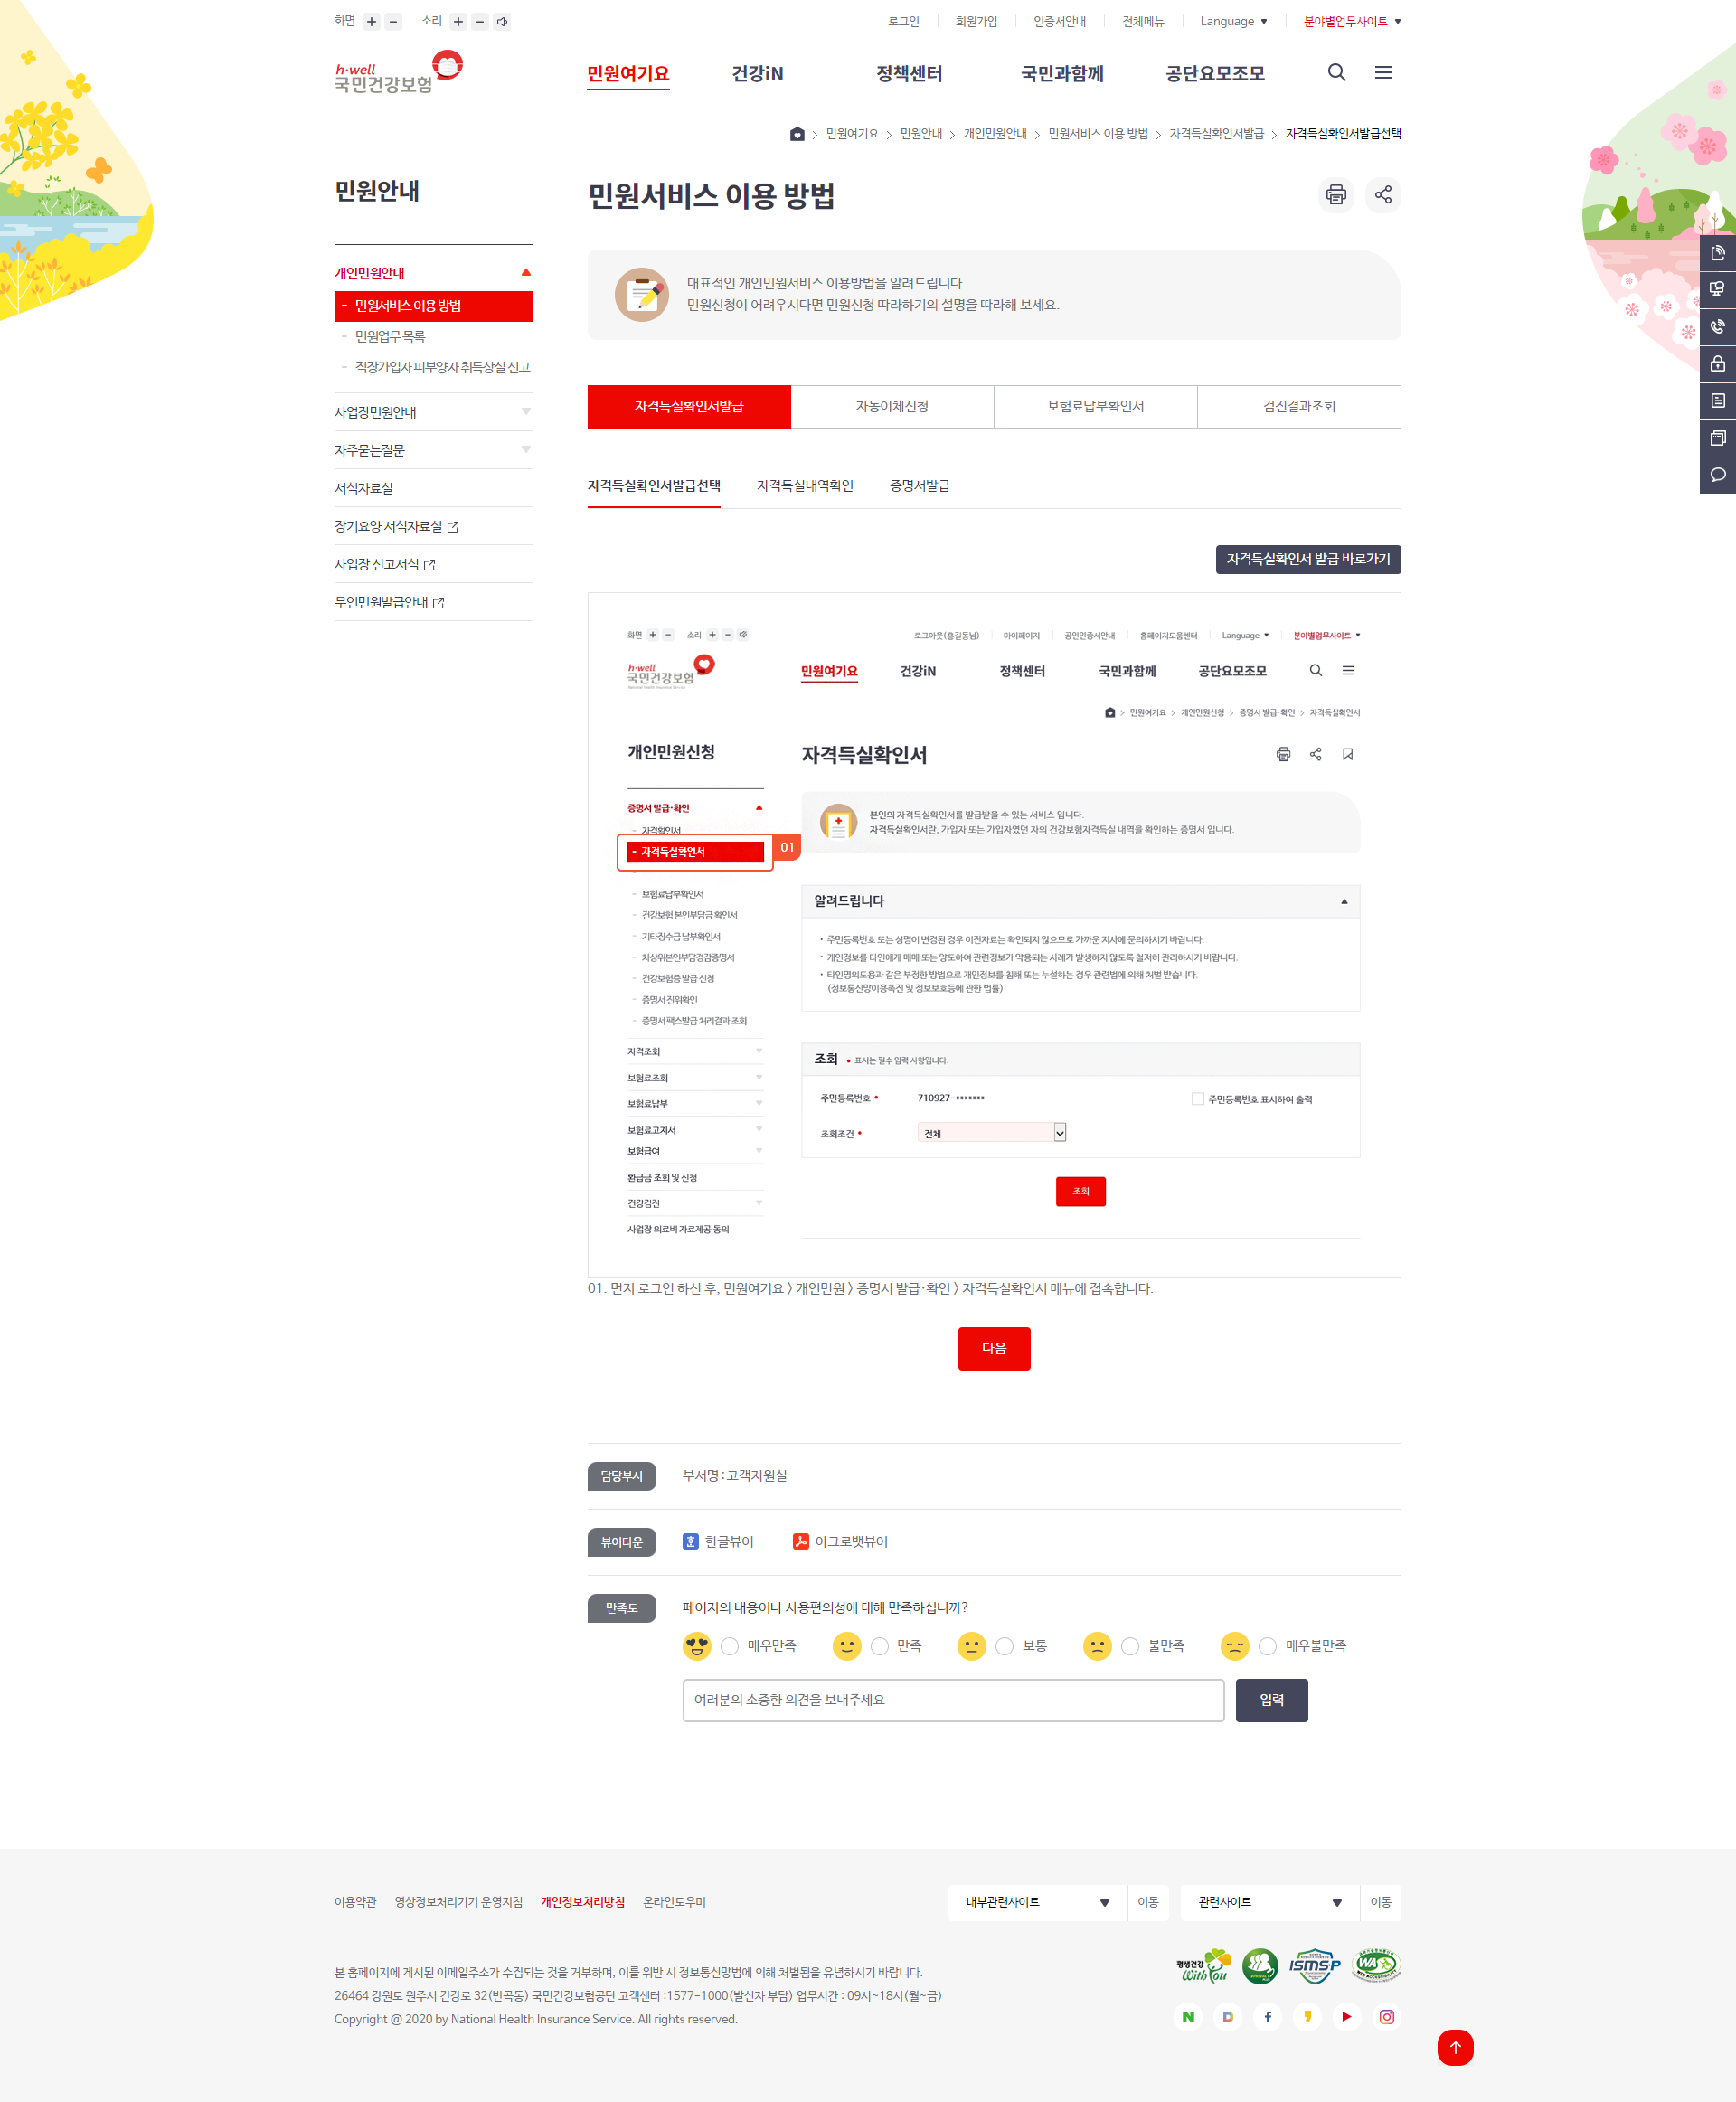 화면 + − 소리 + −
로그인 회원가입 인증서안내 전체메뉴 Language 분야별업무사이트
h·well
국민건강보험
민원여기요 건강iN 정책센터 국민과함께 공단요모조모
민원여기요 > 민원안내 > 개인민원안내 > 민원서비스 이용 방법 > 자격득실확인서발급 > 자격득실확인서발급선택
민원안내
개인민원안내
- 민원서비스 이용 방법
- 민원업무 목록
- 직장가입자 피부양자 취득상실 신고
사업장민원안내
자주묻는질문
서식자료실
장기요양 서식자료실
사업장 신고서식
무인민원발급안내
민원서비스 이용 방법
대표적인 개인민원서비스 이용방법을 알려드립니다.
민원신청이 어려우시다면 민원신청 따라하기의 설명을 따라해 보세요.
자격득실확인서발급 자동이체신청 보험료납부확인서 검진결과조회
자격득실확인서발급선택 자격득실내역확인 증명서발급
자격득실확인서 발급 바로가기
화면 + − 소리 + −
로그아웃(홍길동님) 마이페이지 공인인증서안내 홈페이지도움센터 Language 분야별업무사이트
h·well
국민건강보험
National Health Insurance Service
민원여기요 건강iN 정책센터 국민과함께 공단요모조모
민원여기요 > 개인민원신청 > 증명서 발급·확인 > 자격득실확인서
개인민원신청
증명서 발급·확인
- 자격확인서
- 자격득실확인서
01
- 보험료납부확인서
- 건강보험 본인부담금 확인서
- 기타징수금 납부확인서
- 차상위본인부담경감증명서
- 건강보험증 발급 신청
- 증명서 진위확인
- 증명서 팩스발급 처리결과 조회
자격조회
보험료조회
보험료납부
보험료고지서
보험급여
환급금 조회 및 신청
건강검진
사업장 의료비 자료제공 동의
자격득실확인서
본인의 자격득실확인서를 발급받을 수 있는 서비스 입니다.
자격득실확인서란, 가입자 또는 가입자였던 자의 건강보험자격득실 내역을 확인하는 증명서 입니다.
알려드립니다
· 주민등록번호 또는 성명이 변경된 경우 이전자료는 확인되지 않으므로 가까운 지사에 문의하시기 바랍니다.
· 개인정보를 타인에게 매매 또는 양도하여 관련정보가 악용되는 사례가 발생하지 않도록 철저히 관리하시기 바랍니다.
· 타인명의도용과 같은 부정한 방법으로 개인정보를 침해 또는 누설하는 경우 관련법에 의해 처벌 받습니다.
(정보통신망이용촉진 및 정보보호등에 관한 법률)
조회 • 표시는 필수 입력 사항입니다.
주민등록번호 • 710927-******* 주민등록번호 표시하여 출력
조회조건 • 전체
조회
01. 먼저 로그인 하신 후, 민원여기요 > 개인민원 > 증명서 발급·확인 > 자격득실확인서 메뉴에 접속합니다.
다음
담당부서 부서명 : 고객지원실
뷰어다운 한글뷰어 아크로뱃뷰어
만족도 페이지의 내용이나 사용편의성에 대해 만족하십니까?
매우만족 만족 보통 불만족 매우불만족
여러분의 소중한 의견을 보내주세요 입력
이용약관 영상정보처리기기 운영지침 개인정보처리방침 온라인도우미
내부관련사이트 이동 관련사이트 이동
본 홈페이지에 게시된 이메일주소가 수집되는 것을 거부하며, 이를 위반 시 정보통신망법에 의해 처벌됨을 유념하시기 바랍니다.
26464 강원도 원주시 건강로 32(반곡동) 국민건강보험공단 고객센터 :1577-1000(발신자 부담) 업무시간 : 09시~18시(월~금)
Copyright @ 2020 by National Health Insurance Service. All rights reserved.
평생건강
With You
ISMS-P
WA